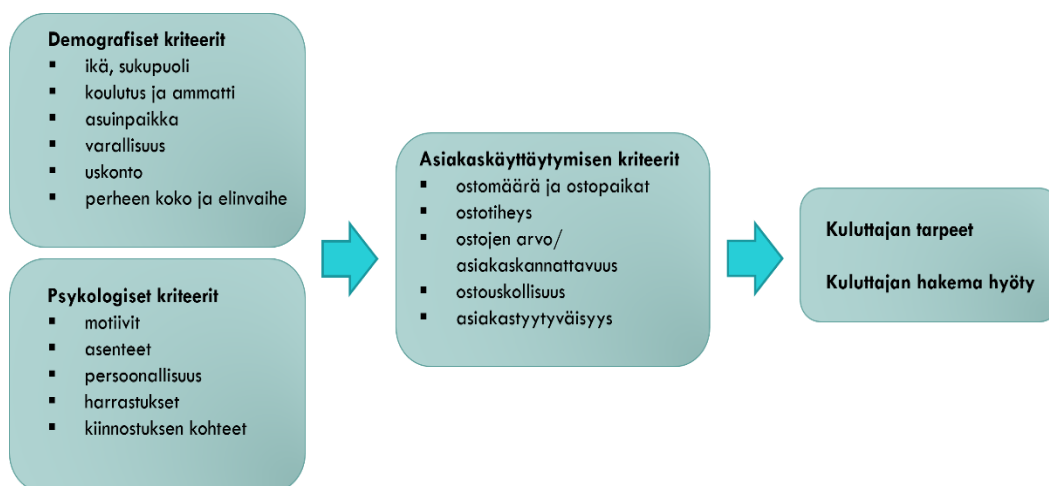 Demografiset kriteerit
▪ ikä, sukupuoli
▪ koulutus ja ammatti
▪ asuinpaikka
▪ varallisuus
▪ uskonto
▪ perheen koko ja elinvaihe
Psykologiset kriteerit
▪ motiivit
▪ asenteet
▪ persoonallisuus
▪ harrastukset
▪ kiinnostuksen kohteet
Asiakaskäyttäytymisen kriteerit
▪ ostomäärä ja ostopaikat
▪ ostotiheys
▪ ostojen arvo/
asiakaskannattavuus
▪ ostouskollisuus
▪ asiakastyytyväisyys
Kuluttajan tarpeet
Kuluttajan hakema hyöty